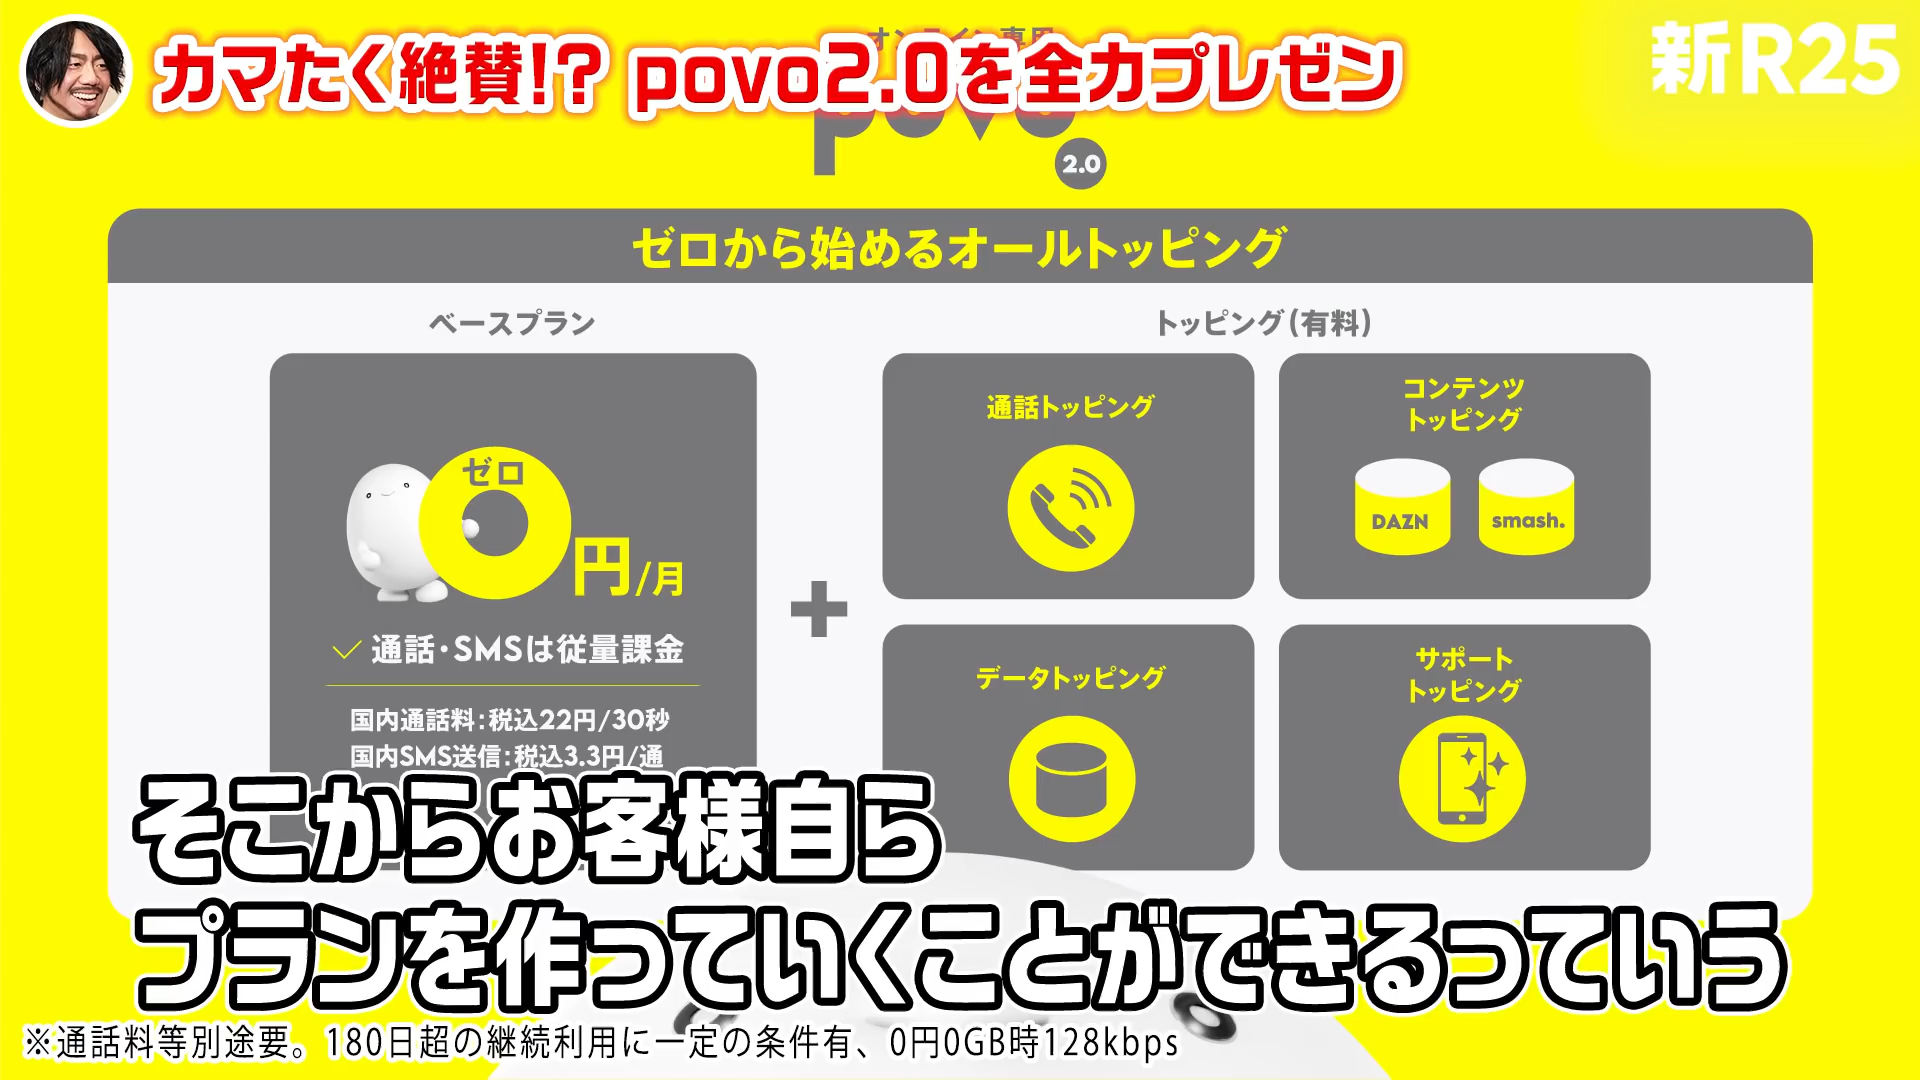 オンライン専用
カマたく絶賛!? povo2.0を全力プレゼン
新R25
povo
2.0
ゼロから始めるオールトッピング
ベースプラン
トッピング(有料)
ゼロ
0円/月
通話・SMSは従量課金
国内通話料:税込22円/30秒
国内SMS送信:税込3.3円/通
通話トッピング
コンテンツ
トッピング
DAZN
smash.
データトッピング
サポート
トッピング
そこからお客様自ら
プランを作っていくことができるっていう
※通話料等別途要。180日超の継続利用に一定の条件有、0円0GB時128kbps